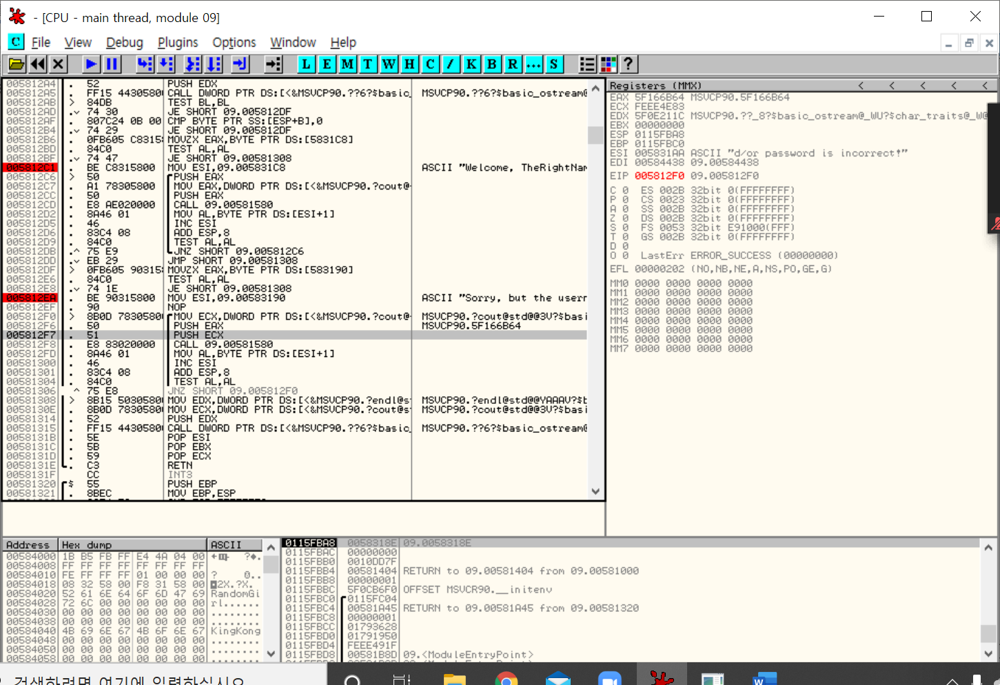 - [CPU - main thread, module 09]
C File View Debug Plugins Options Window Help
L E M T W H C / K B R ... S ?
005812A4 . 52 PUSH EDX
005812A5 . FF15 44305800 CALL DWORD PTR DS:[<&MSVCP90.??6?$basic_ MSVCP90.??6?$basic_ostream@
005812AB > 84DB TEST BL,BL
005812AD .v 74 30 JE SHORT 09.005812DF
005812AF . 807C24 0B 00 CMP BYTE PTR SS:[ESP+B],0
005812B4 .v 74 29 JE SHORT 09.005812DF
005812B6 . 0FB605 C8315 MOVZX EAX,BYTE PTR DS:[5831C8]
005812BD . 84C0 TEST AL,AL
005812BF .v 74 47 JE SHORT 09.00581308
005812C1 . BE C8315800 MOV ESI,09.005831C8 ASCII "Welcome, TheRightNam
005812C6 > 50 PUSH EAX
005812C7 . A1 78305800 MOV EAX,DWORD PTR DS:[<&MSVCP90.?cout@
005812CC . 50 PUSH EAX
005812CD . E8 AE020000 CALL 09.00581580
005812D2 . 8A46 01 MOV AL,BYTE PTR DS:[ESI+1]
005812D5 . 46 INC ESI
005812D6 . 83C4 08 ADD ESP,8
005812D9 . 84C0 TEST AL,AL
005812DB .^ 75 E9 JNZ SHORT 09.005812C6
005812DD .v EB 29 JMP SHORT 09.00581308
005812DF > 0FB605 90315 MOVZX EAX,BYTE PTR DS:[583190]
005812E6 . 84C0 TEST AL,AL
005812E8 .v 74 1E JE SHORT 09.00581308
005812EA . BE 90315800 MOV ESI,09.00583190 ASCII "Sorry, but the userr
005812EF . 90 NOP
005812F0 > 8B0D 7830580 MOV ECX,DWORD PTR DS:[<&MSVCP90.?cout@ MSVCP90.?cout@std@@3V?$basi
005812F6 . 50 PUSH EAX MSVCP90.5F166B64
005812F7 . 51 PUSH ECX
005812F8 . E8 83020000 CALL 09.00581580
005812FD . 8A46 01 MOV AL,BYTE PTR DS:[ESI+1]
00581300 . 46 INC ESI
00581301 . 83C4 08 ADD ESP,8
00581304 . 84C0 TEST AL,AL
00581306 ^ 75 E8 JNZ SHORT 09.005812F0
00581308 > 8B15 5030580 MOV EDX,DWORD PTR DS:[<&MSVCP90.?endl@s MSVCP90.?endl@std@@YAAAV?$b
0058130E . 8B0D 7830580 MOV ECX,DWORD PTR DS:[<&MSVCP90.?cout@s MSVCP90.?cout@std@@3V?$basi
00581314 . 52 PUSH EDX
00581315 . FF15 4430580 CALL DWORD PTR DS:[<&MSVCP90.??6?$basic_ MSVCP90.??6?$basic_ostream@
0058131B . 5E POP ESI
0058131C . 5B POP EBX
0058131D . 59 POP ECX
0058131E . C3 RETN
0058131F CC INT3
00581320 $ 55 PUSH EBP
00581321 . 8BEC MOV EBP,ESP
Registers (MMX) < < < < <
EAX 5F166B64 MSVCP90.5F166B64
ECX FEEE4E83
EDX 5F0E211C MSVCP90.??_8?$basic_ostream@_WU?$char_traits@_W@
EBX 00000000
ESP 0115FBA8
EBP 0115FBC0
ESI 005831AA ASCII "d/or password is incorrect!"
EDI 00584438 09.00584438
EIP 005812F0 09.005812F0
C 0 ES 002B 32bit 0(FFFFFFFF)
P 0 CS 0023 32bit 0(FFFFFFFF)
A 0 SS 002B 32bit 0(FFFFFFFF)
Z 0 DS 002B 32bit 0(FFFFFFFF)
S 0 FS 0053 32bit E91000(FFF)
T 0 GS 002B 32bit 0(FFFFFFFF)
D 0
O 0 LastErr ERROR_SUCCESS (00000000)
EFL 00000202 (NO,NB,NE,A,NS,PO,GE,G)
MM0 0000 0000 0000 0000
MM1 0000 0000 0000 0000
MM2 0000 0000 0000 0000
MM3 0000 0000 0000 0000
MM4 0000 0000 0000 0000
MM5 0000 0000 0000 0000
MM6 0000 0000 0000 0000
MM7 0000 0000 0000 0000
Address Hex dump ASCII
00584000 1B B5 FB FF E4 4A 04 00
00584008 FF FF FF FF FF FF FF FF
00584010 FE FF FF FF 01 00 00 00
00584018 08 32 58 00 F8 31 58 00 2X.?X.
00584020 52 61 6E 64 6F 6D 47 69 RandomGi
00584028 72 6C 00 00 00 00 00 00 rl......
00584030 00 00 00 00 00 00 00 00 ........
00584038 00 00 00 00 00 00 00 00 ........
00584040 4B 69 6E 67 4B 6F 6E 67 KingKong
00584048 00 00 00 00 00 00 00 00 ........
00584050 00 00 00 00 00 00 00 00 ........
00584058 00 00 00 00 00 00 00 00 ........
0115FBA8 0058318E 09.0058318E
0115FBAC 00000000
0115FBB0 0010DD7F
0115FBB4 00581404 RETURN to 09.00581404 from 09.00581000
0115FBB8 00000001
0115FBBC 5F0CB6F0 OFFSET MSVCR90.__initenv
0115FBC0 0115FC04
0115FBC4 00581A45 RETURN to 09.00581A45 from 09.00581320
0115FBC8 00000001
0115FBCC 01793628
0115FBD0 01791950
0115FBD4 FEEE491F
0115FBD8 00581B8D 09.<ModuleEntryPoint>
검색하려면 여기에 입력하십시오